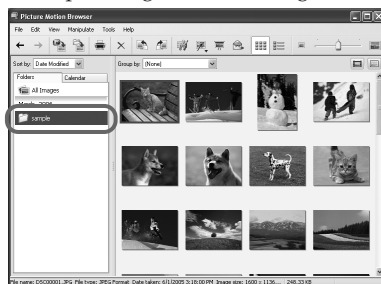 Picture Motion Browser
File Edit View Manipulate Tools Help
Sort by: Date Modified Group by: (None)
Folders Calendar
All Images
March, 2006
sample
File name: DSC00001.JPG File type: JPEG Format Date taken: 6/1/2005 3:18:00 PM Image size: 1600 x 1136... 248.33 KB